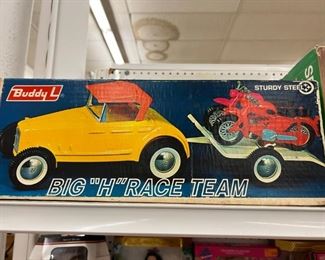 Buddy L
STURDY STEEL
BIG "H" RACE TEAM
S